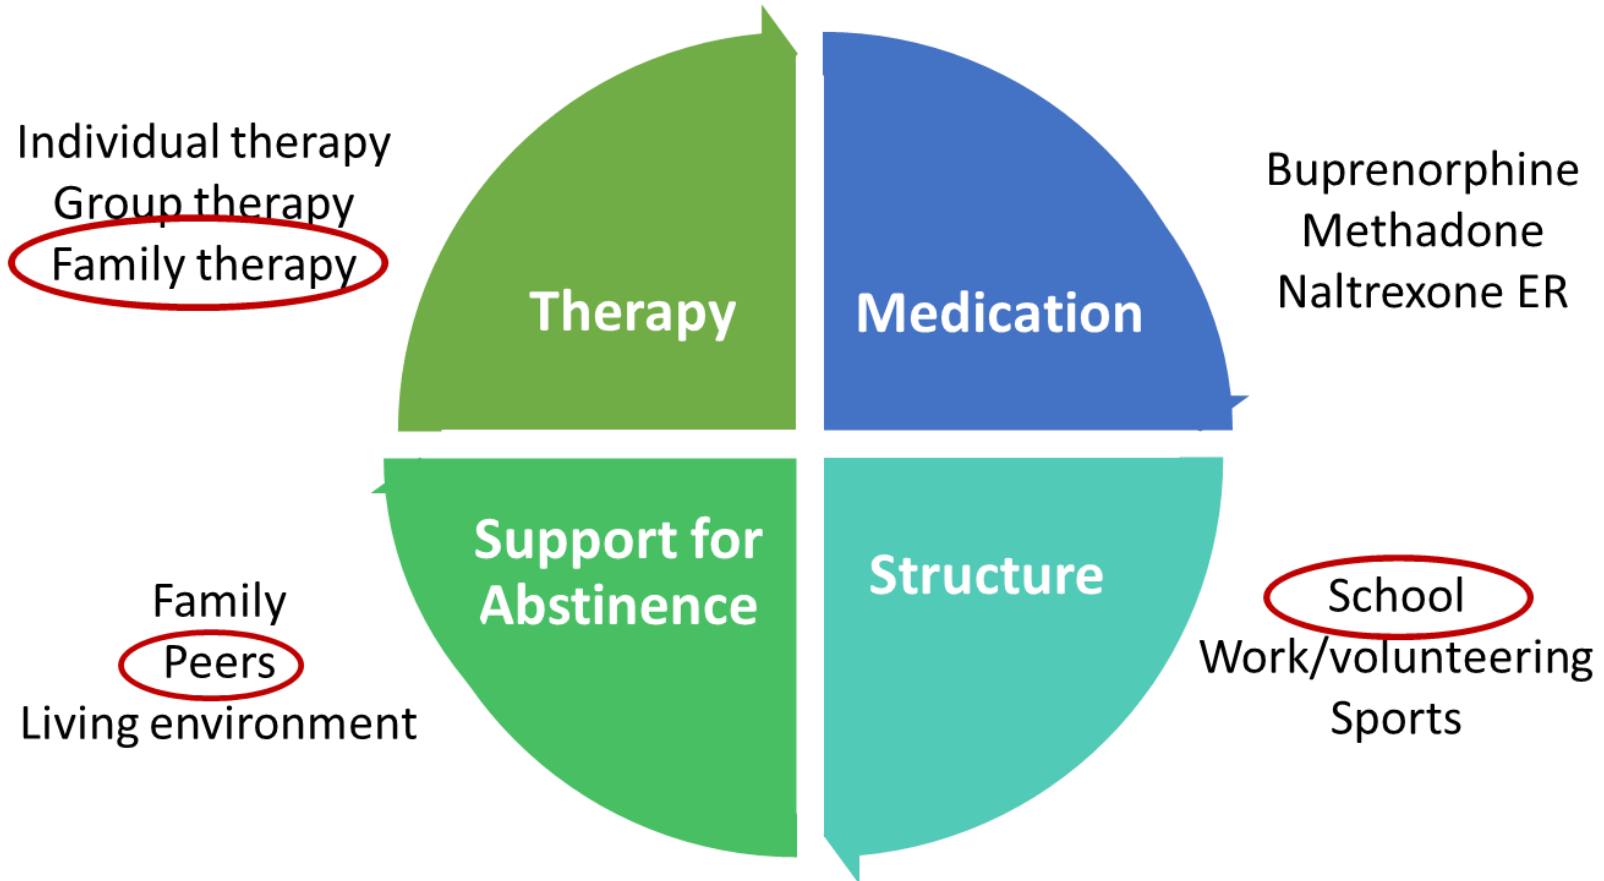 Individual therapy
Group therapy
Family therapy
Therapy
Medication
Buprenorphine
Methadone
Naltrexone ER
Family
Peers
Living environment
Support for
Abstinence
Structure
School
Work/volunteering
Sports